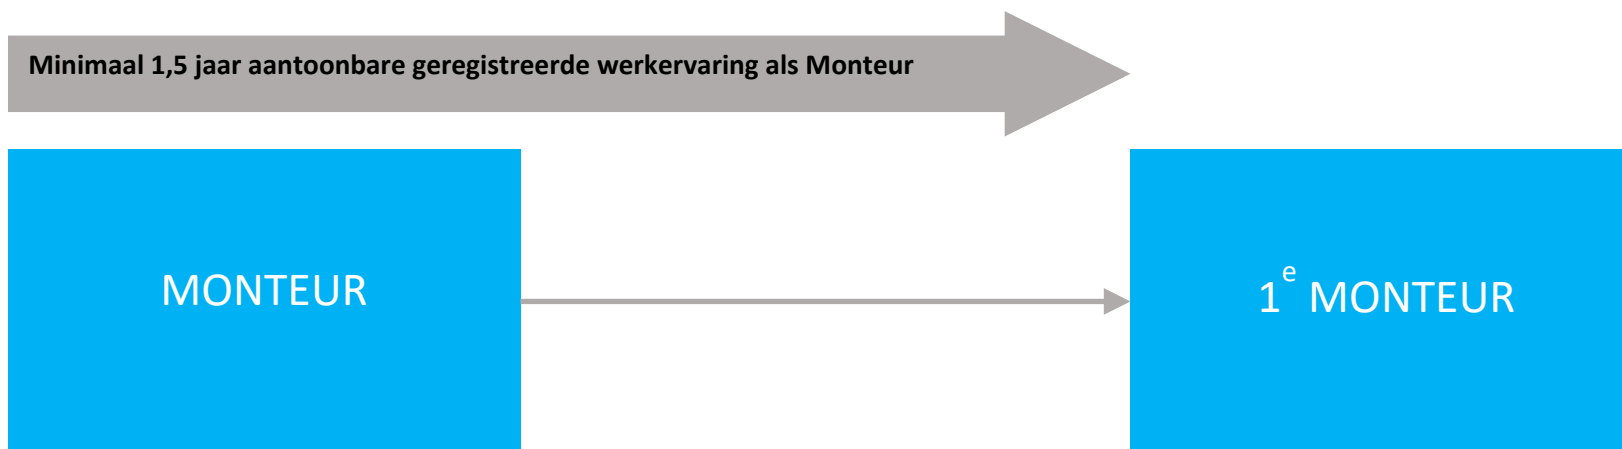 Minimaal 1,5 jaar aantoonbare geregistreerde werkervaring als Monteur
MONTEUR
1e MONTEUR